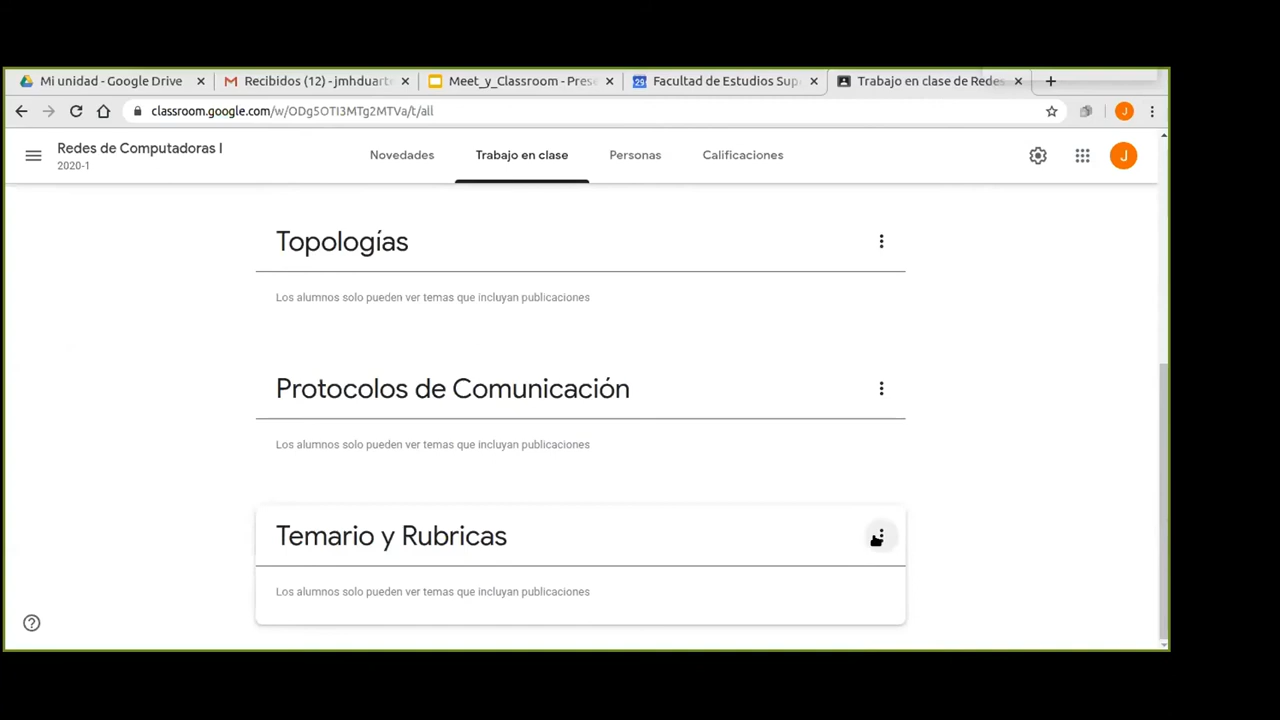 Mi unidad - Google Drive
Recibidos (12) - jmhduarte
Meet_y_Classroom - Prese
29
Facultad de Estudios Supe
Trabajo en clase de Redes
classroom.google.com/w/ODg5OTI3MTg2MTVa/t/all
J
Redes de Computadoras I
2020-1
Novedades
Trabajo en clase
Personas
Calificaciones
J
Topologías
Los alumnos solo pueden ver temas que incluyan publicaciones
Protocolos de Comunicación
Los alumnos solo pueden ver temas que incluyan publicaciones
Temario y Rubricas
Los alumnos solo pueden ver temas que incluyan publicaciones